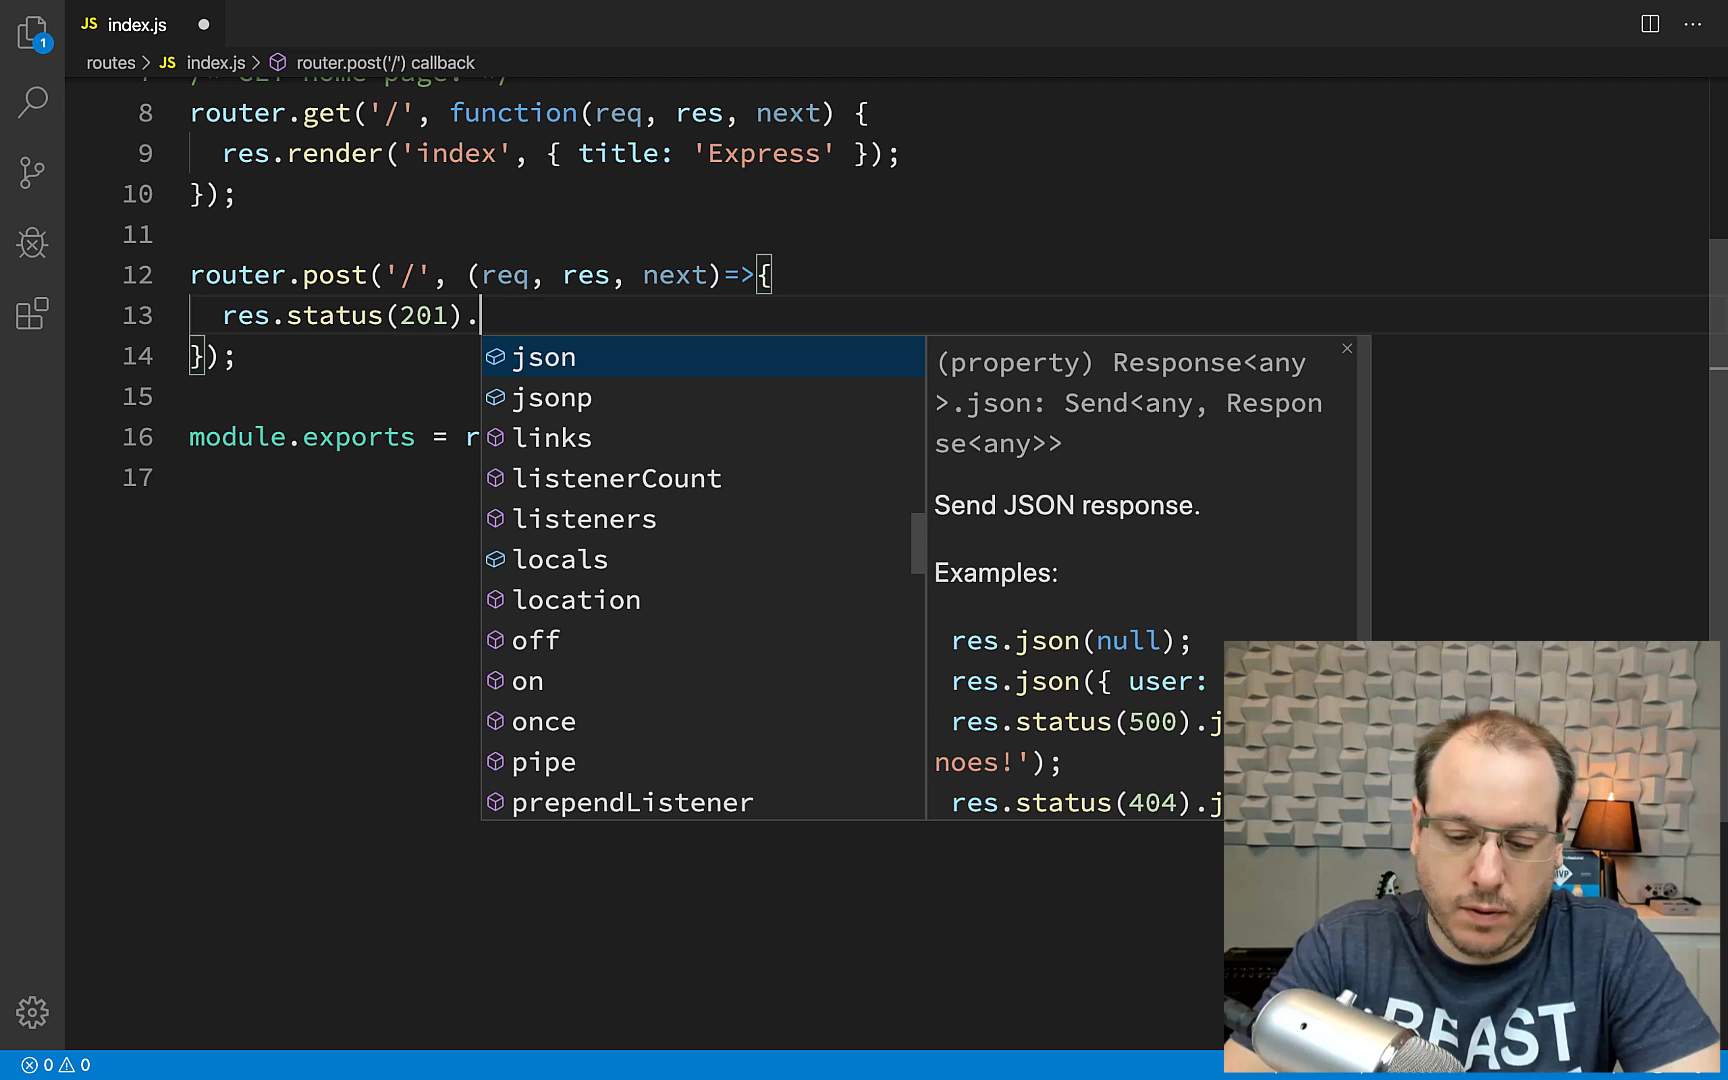 1
JS index.js
routes > JS index.js > router.post('/') callback
8 router.get('/', function(req, res, next) {
9 res.render('index', { title: 'Express' });
10 });
11
12 router.post('/', (req, res, next)=>{
13 res.status(201).
14 });
15
16 module.exports = r
17
json
jsonp
links
listenerCount
listeners
locals
location
off
on
once
pipe
prependListener
(property) Response<any
>.json: Send<any, Respon
se<any>>
Send JSON response.
Examples:
res.json(null);
res.json({ user:
res.status(500).j
noes!');
res.status(404).j
MVP
BEAST
0 0